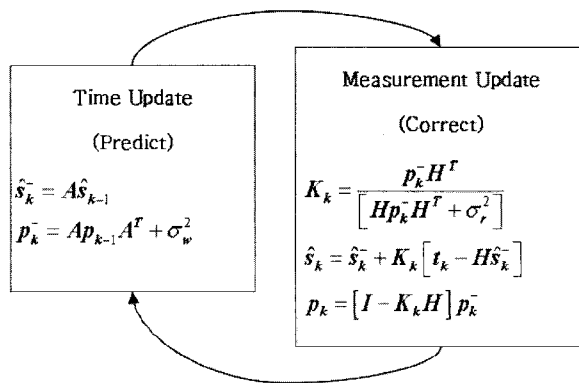 Time Update
(Predict)
ŝ_k^- = Aŝ_{k-1}
p_k^- = Ap_{k-1}A^T + σ_w^2
Measurement Update
(Correct)
K_k = p_k^- H^T / [Hp_k^- H^T + σ_r^2]
ŝ_k = ŝ_k^- + K_k[t_k - Hŝ_k^-]
p_k = [I - K_k H] p_k^-